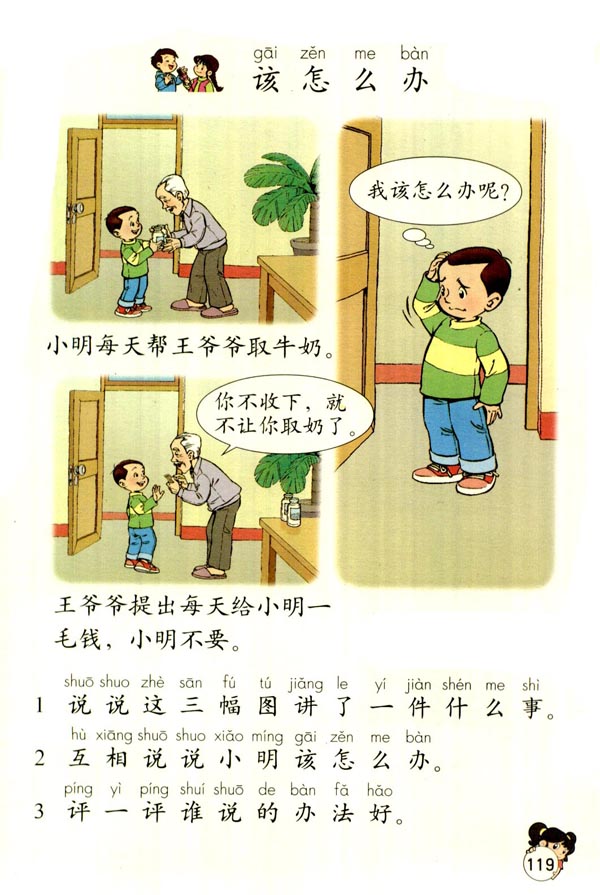 gāi zěn me bàn
该怎么办
小明每天帮王爷爷取牛奶。
你不收下，就
不让你取奶了。
王爷爷提出每天给小明一
毛钱，小明不要。
我该怎么办呢？
shuō shuo zhè sān fú tú jiǎng le yí jiàn shén me shì
1 说说这三幅图讲了一件什么事。
hù xiāng shuō shuo xiǎo míng gāi zěn me bàn
2 互相说说小明该怎么办。
píng yì píng shuí shuō de bàn fǎ hǎo
3 评一评谁说的办法好。
119